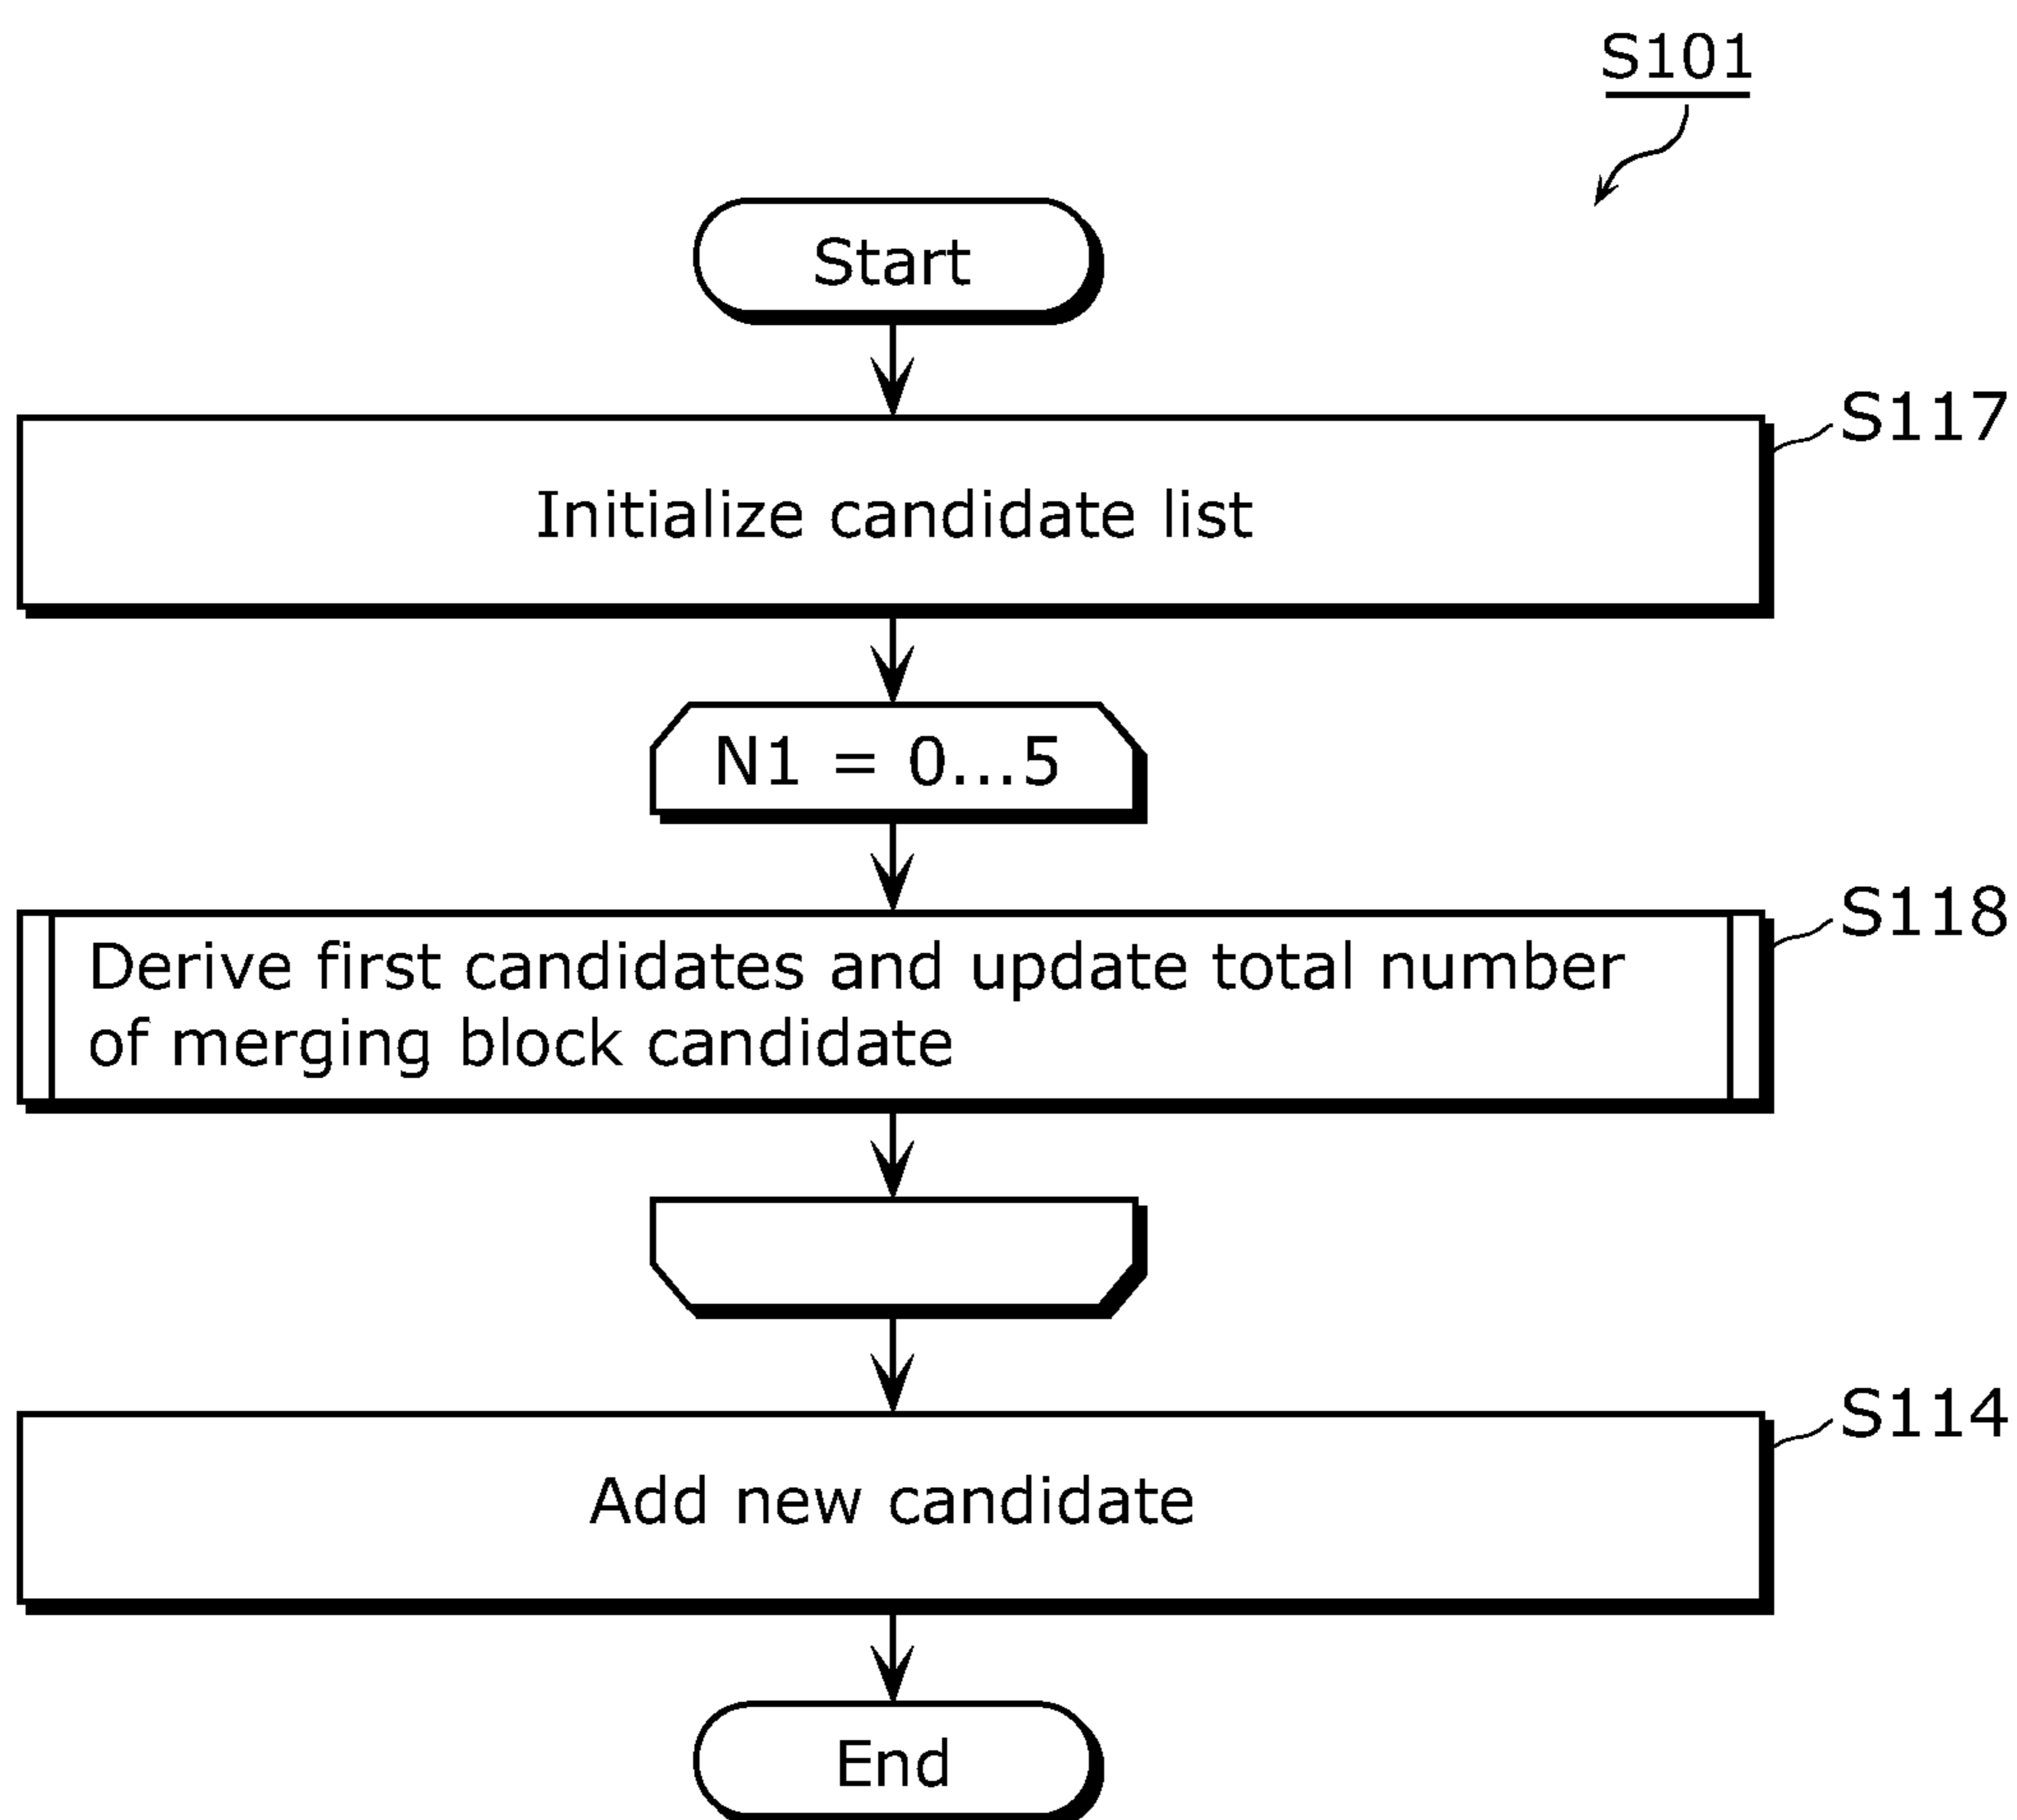 S101
Start
S117
Initialize candidate list
N1 = 0...5
S118
Derive first candidates and update total number
of merging block candidate
S114
Add new candidate
End